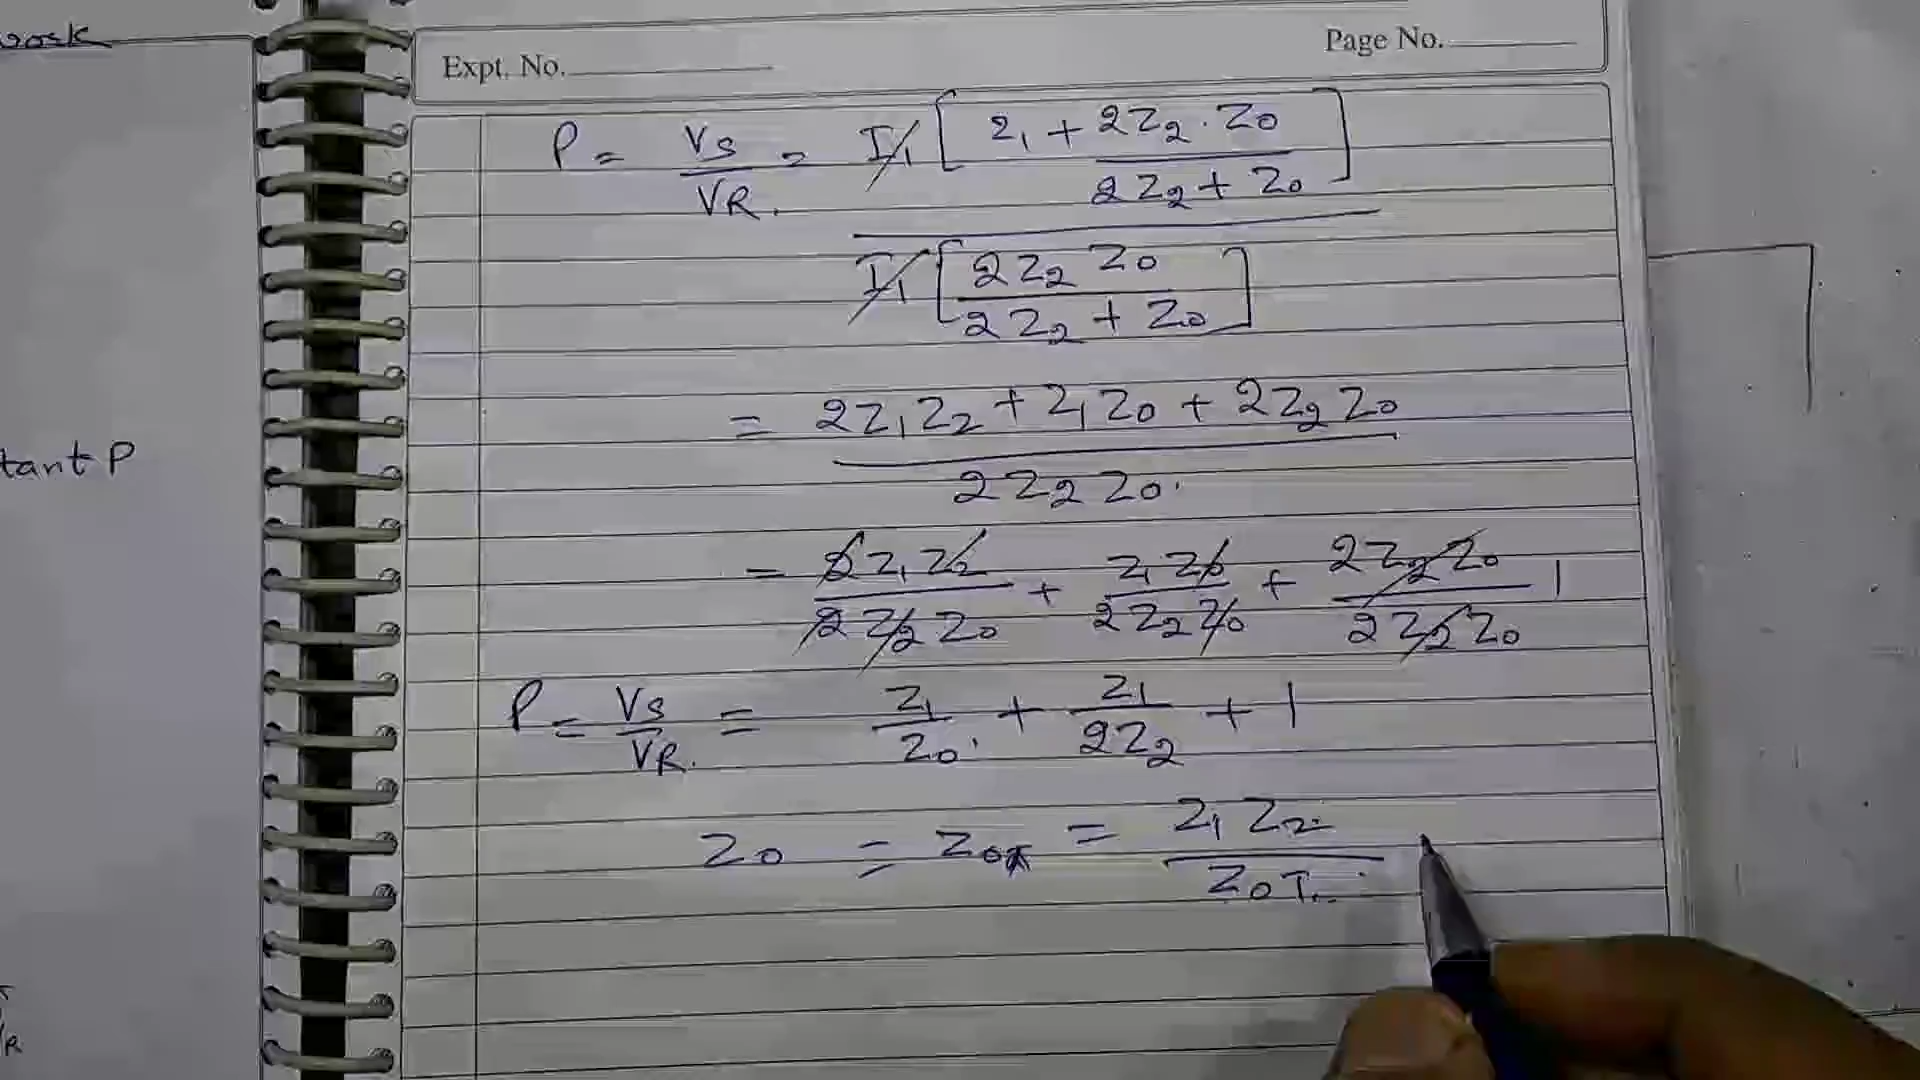 work
Expt. No.
Page No.
P = VS / VR. = I1 [ Z1 + 2Z2 . Z0 / 2Z2 + Z0 ]
I1 [ 2Z2 Z0 / 2Z2 + Z0 ]
= 2Z1Z2 + Z1Z0 + 2Z2Z0
2Z2Z0.
tant P
= 2Z1Z2 / 2Z2Z0 + Z1Z0 / 2Z2Z0 + 2Z2Z0 / 2Z2Z0 1
P = VS / VR. = Z1 / Z0. + Z1 / 2Z2 + 1
Z0 = Z0π = Z1Z2 / Z0T